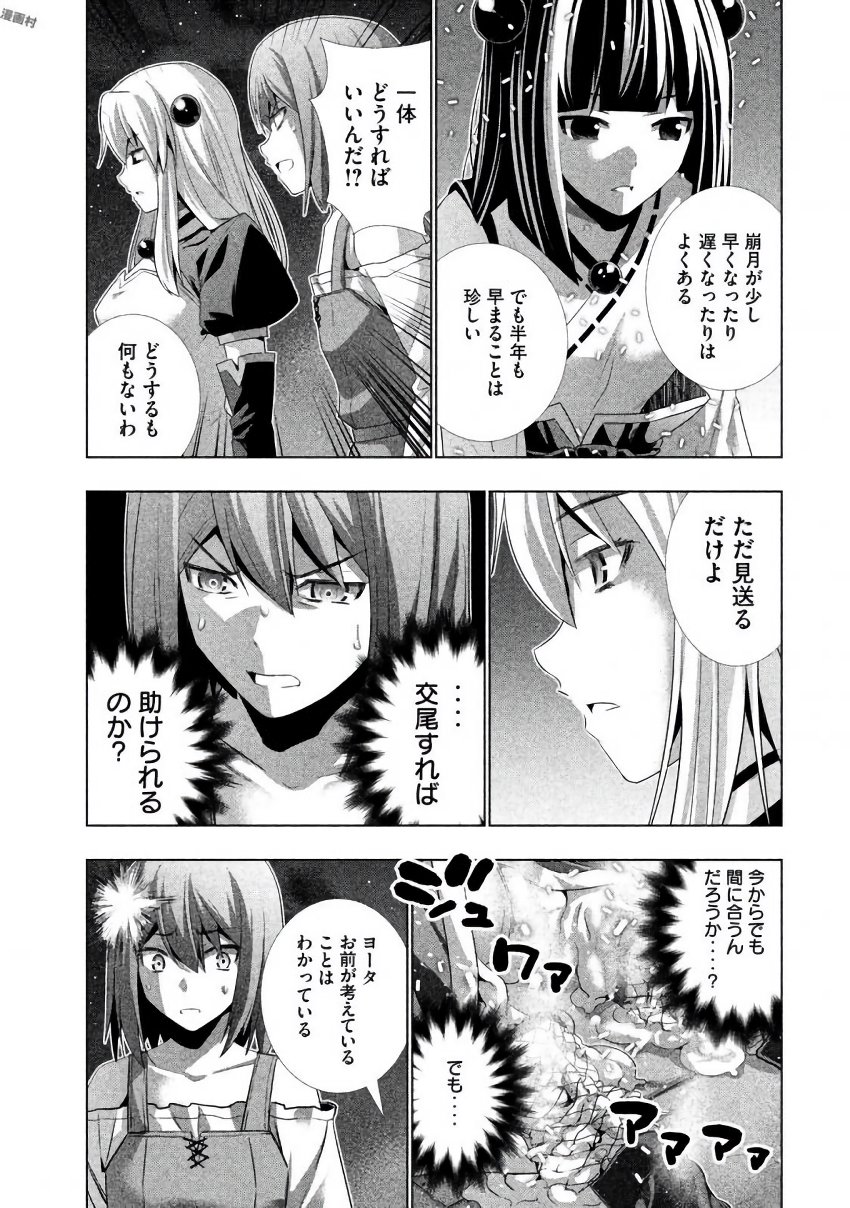 漫画村
崩月が少し
早くなったり
遅くなったりは
よくある
でも半年も
早まることは
珍しい
一体
どうすれば
いいんだ!?
どうするも
何もないわ
ただ見送る
だけよ
‥‥
交尾すれば
助けられる
のか?
今からでも
間に合うん
だろうか‥‥?
でも‥‥
ジュ
クワァ
アァアァ
ヨータ
お前が考えている
ことは
わかっている